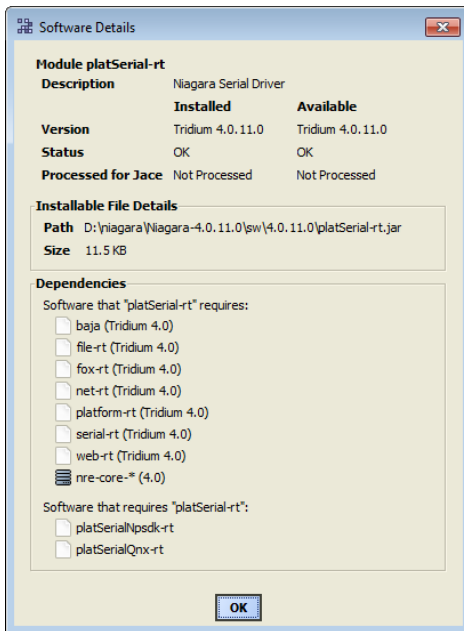 Software Details
Module platSerial-rt
Description Niagara Serial Driver
Installed Available
Version Tridium 4.0.11.0 Tridium 4.0.11.0
Status OK OK
Processed for Jace Not Processed Not Processed
Installable File Details
Path D:\niagara\Niagara-4.0.11.0\sw\4.0.11.0\platSerial-rt.jar
Size 11.5 KB
Dependencies
Software that "platSerial-rt" requires:
baja (Tridium 4.0)
file-rt (Tridium 4.0)
fox-rt (Tridium 4.0)
net-rt (Tridium 4.0)
platform-rt (Tridium 4.0)
serial-rt (Tridium 4.0)
web-rt (Tridium 4.0)
nre-core-* (4.0)
Software that requires "platSerial-rt":
platSerialNpsdk-rt
platSerialQnx-rt
OK